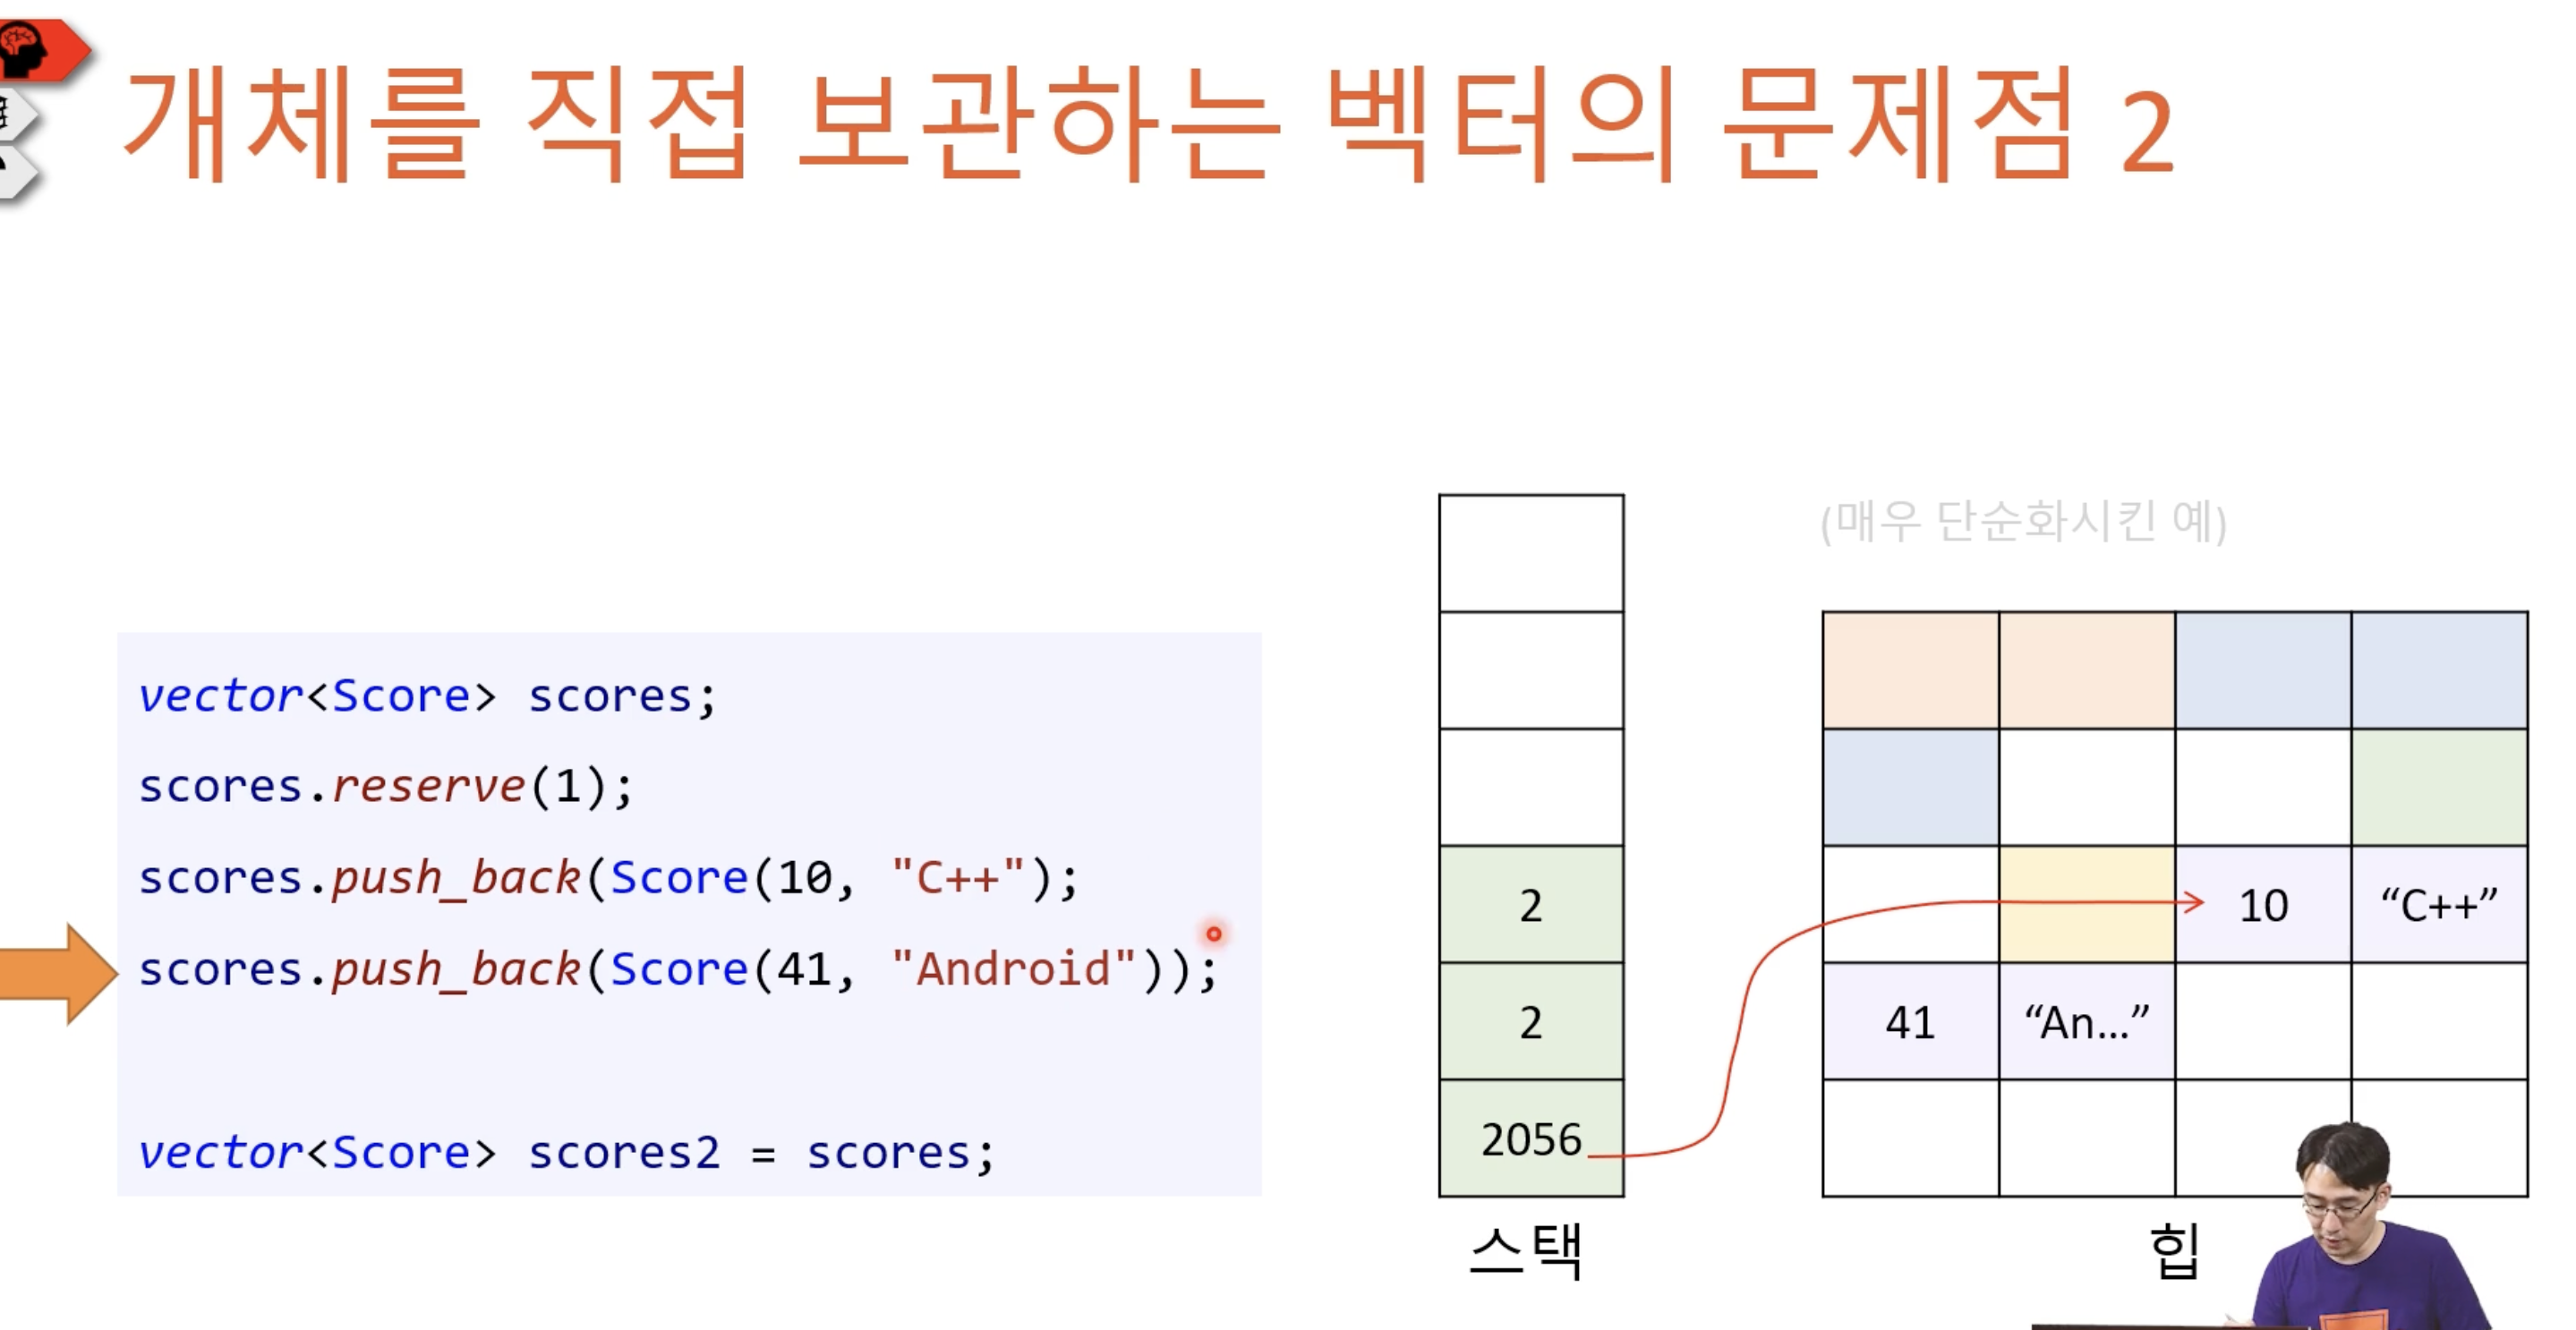 개체를 직접 보관하는 벡터의 문제점 2
(매우 단순화시킨 예)
vector<Score> scores;
scores.reserve(1);
scores.push_back(Score(10, "C++");
scores.push_back(Score(41, "Android"));
vector<Score> scores2 = scores;
2
2
2056
스택
10
“C++”
41
“An...”
힙